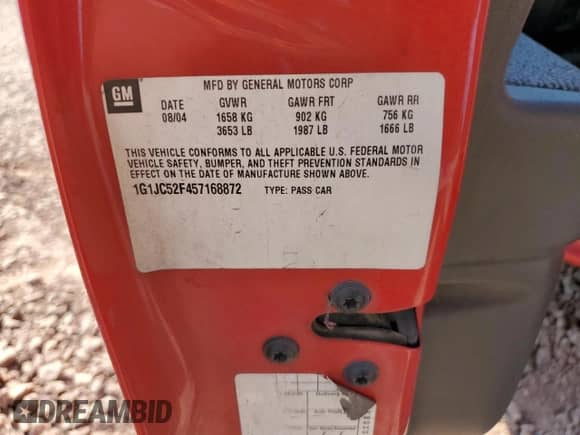 GM
MFD BY GENERAL MOTORS CORP
DATE GVWR GAWR FRT GAWR RR
08/04 1658 KG 902 KG 756 KG
3653 LB 1987 LB 1666 LB
THIS VEHICLE CONFORMS TO ALL APPLICABLE U.S. FEDERAL MOTOR
VEHICLE SAFETY, BUMPER, AND THEFT PREVENTION STANDARDS IN
EFFECT ON THE DATE OF MANUFACTURE SHOWN ABOVE.
1G1JC52F457168872 TYPE: PASS CAR
DREAMBID